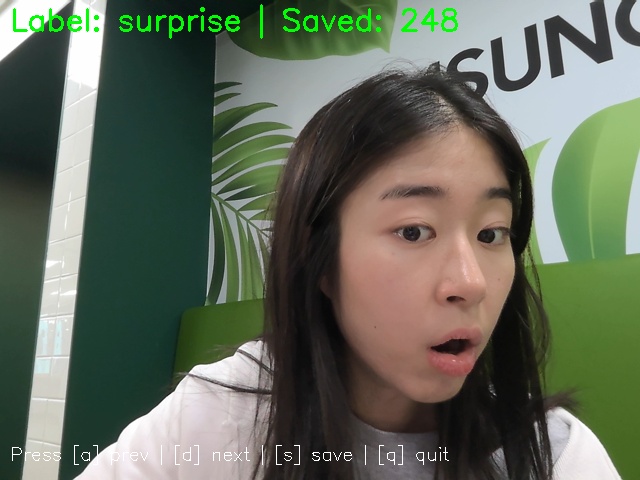 Label: surprise | Saved: 248
SUNG
Press [a] prev | [d] next | [s] save | [q] quit